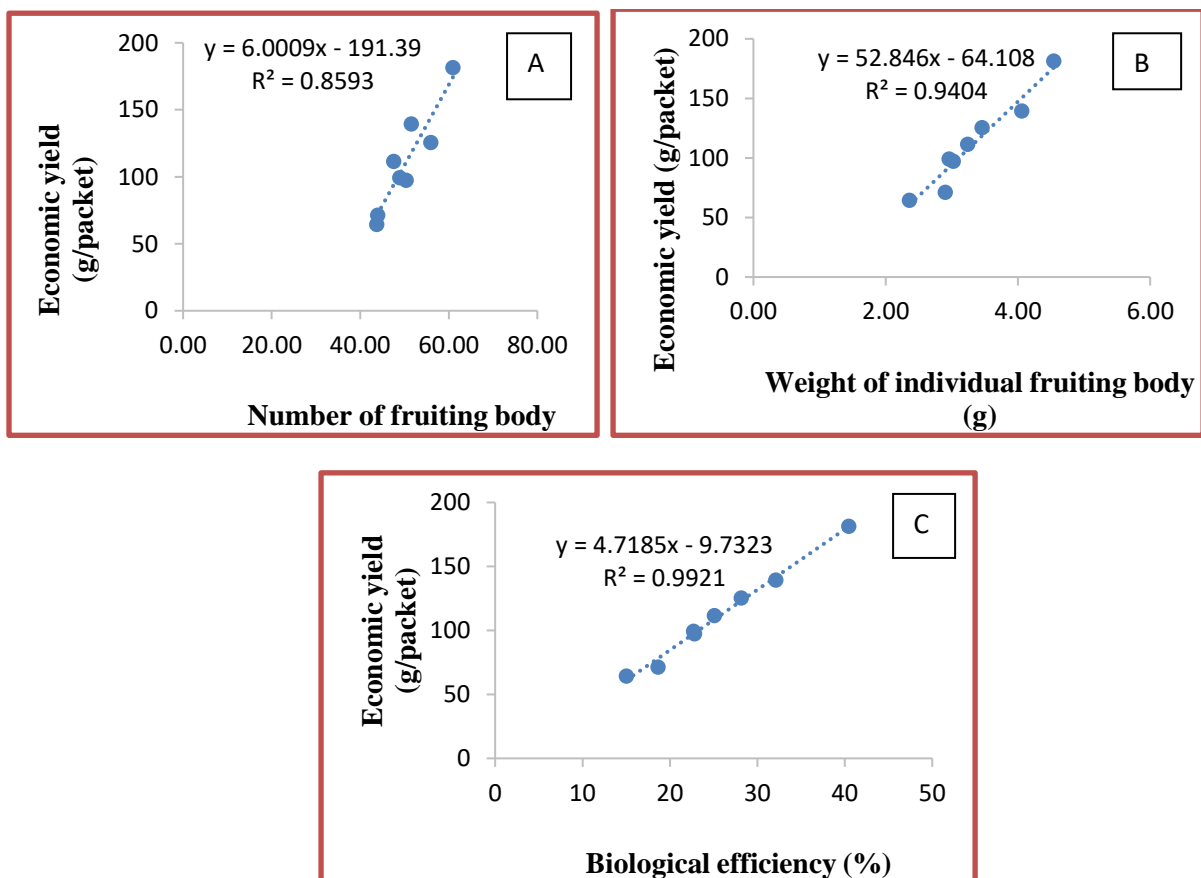 y = 6.0009x - 191.39
R² = 0.8593
A
200
150
100
50
0
0.00 20.00 40.00 60.00 80.00
Economic yield
(g/packet)
Number of fruiting body
y = 52.846x - 64.108
R² = 0.9404
B
200
150
100
50
0
0.00 2.00 4.00 6.00
Economic yield (g/packet)
Weight of individual fruiting body
(g)
y = 4.7185x - 9.7323
R² = 0.9921
C
200
150
100
50
0
0 10 20 30 40 50
Economic yield
(g/packet)
Biological efficiency (%)